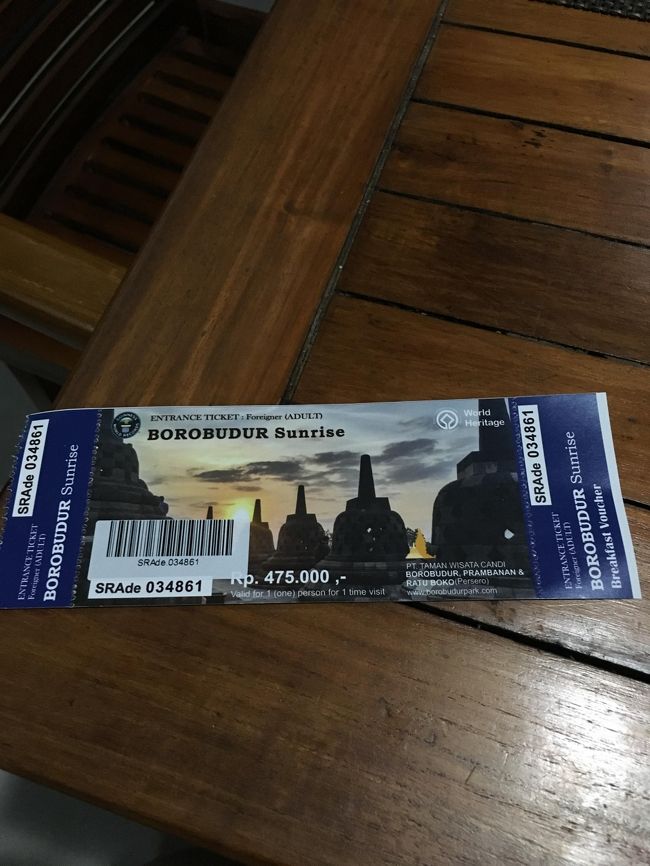 SRAde 034861
ENTRANCE TICKET
Foreigner (ADULT)
BOROBUDUR Sunrise
ENTRANCE TICKET : Foreigner (ADULT)
BOROBUDUR Sunrise
World
Heritage
SRAde.034861
SRAde 034861
Rp. 475.000 ,-
Valid for 1 (one) person for 1 time visit
PT. TAMAN WISATA CANDI
BOROBUDUR, PRAMBANAN &
RATU BOKO(Persero)
www.borobudurpark.com
SRAde 034861
ENTRANCE TICKET
Foreigner (ADULT)
BOROBUDUR Sunrise
Breakfast Voucher